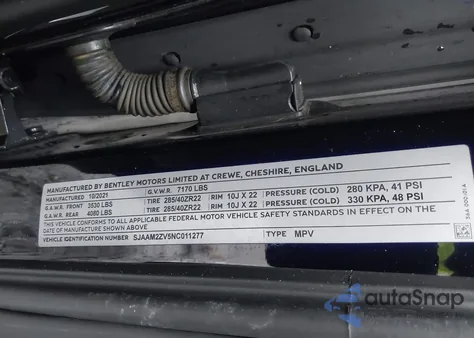 MANUFACTURED BY BENTLEY MOTORS LIMITED AT CREWE, CHESHIRE, ENGLAND
MANUFACTURED 10/2021 G.V.W.R. 7170 LBS
G.A.W.R. FRONT 3830 LBS TIRE 285/40ZR22 RIM 10J X 22 PRESSURE (COLD) 280 KPA, 41 PSI
G.A.W.R. REAR 4080 LBS TIRE 285/40ZR22 RIM 10J X 22 PRESSURE (COLD) 330 KPA, 48 PSI
THIS VEHICLE CONFORMS TO ALL APPLICABLE FEDERAL MOTOR VEHICLE SAFETY STANDARDS IN EFFECT ON THE
DATE OF MANUFACTURE SHOWN ABOVE
VEHICLE IDENTIFICATION NUMBER SJAAM2ZV5NC011277 TYPE MPV
autoSnap